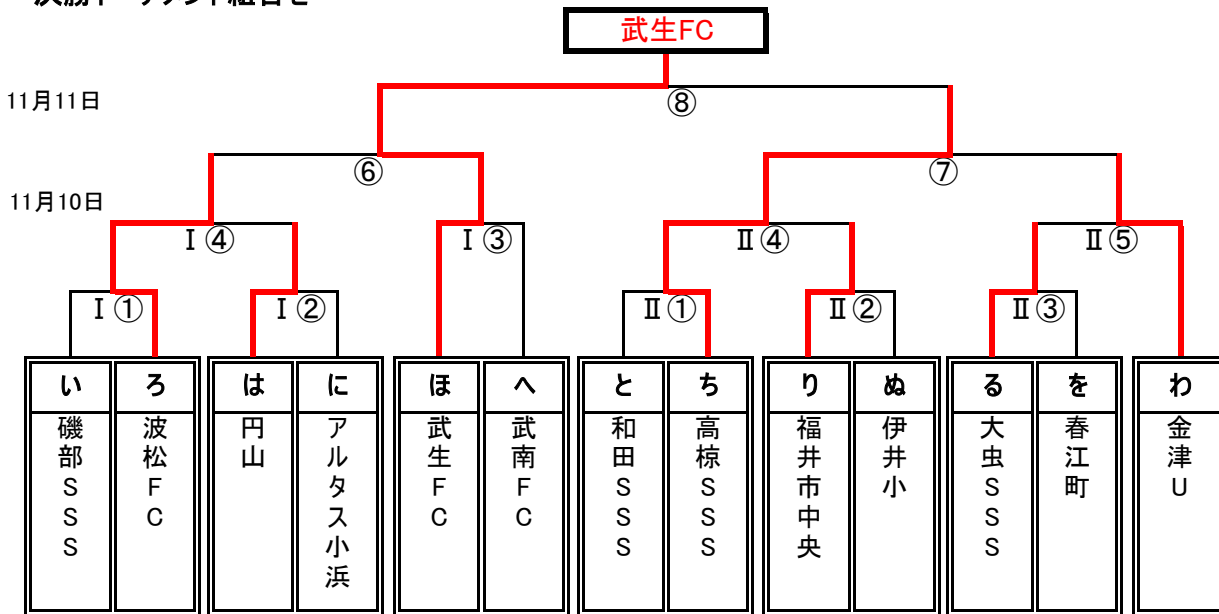 武生FC
11月11日
⑧
⑥
⑦
11月10日
Ⅰ④
Ⅰ③
Ⅱ④
Ⅱ⑤
Ⅰ①
Ⅰ②
Ⅱ①
Ⅱ②
Ⅱ③
い
ろ
は
に
ほ
へ
と
ち
り
ぬ
る
を
わ
磯部SSS
波松FC
円山
アルタス小浜
武生FC
武南FC
和田SSS
高椋SSS
福井市中央
伊井小
大虫SSS
春江町
金津U